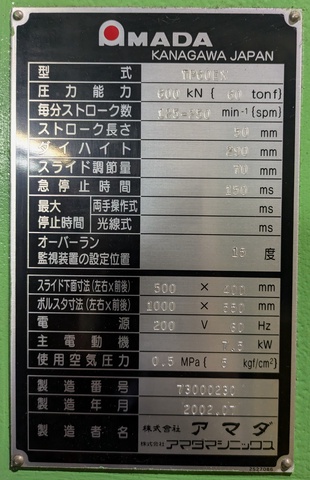 AMADA
KANAGAWA JAPAN
型式
圧力能力 600 kN { 60 tonf }
毎分ストローク数 min⁻¹ {spm}
ストローク長さ 50 mm
ダイハイト mm
スライド調節量 70 mm
急停止時間 150 ms
最大停止時間 両手操作式 ms
光線式 ms
オーバーラン監視装置の設定位置 15 度
スライド下面寸法(左右×前後) 500 × 400 mm
ボルスタ寸法(左右×前後) 1000 × 550 mm
電源 200 V 60 Hz
主電動機 7.5 kW
使用空気圧力 0.5 MPa { 5 kgf/cm² }
製造番号
製造年月 2002.07
製造者名 株式会社 アマダ
株式会社 アマダマシニックス